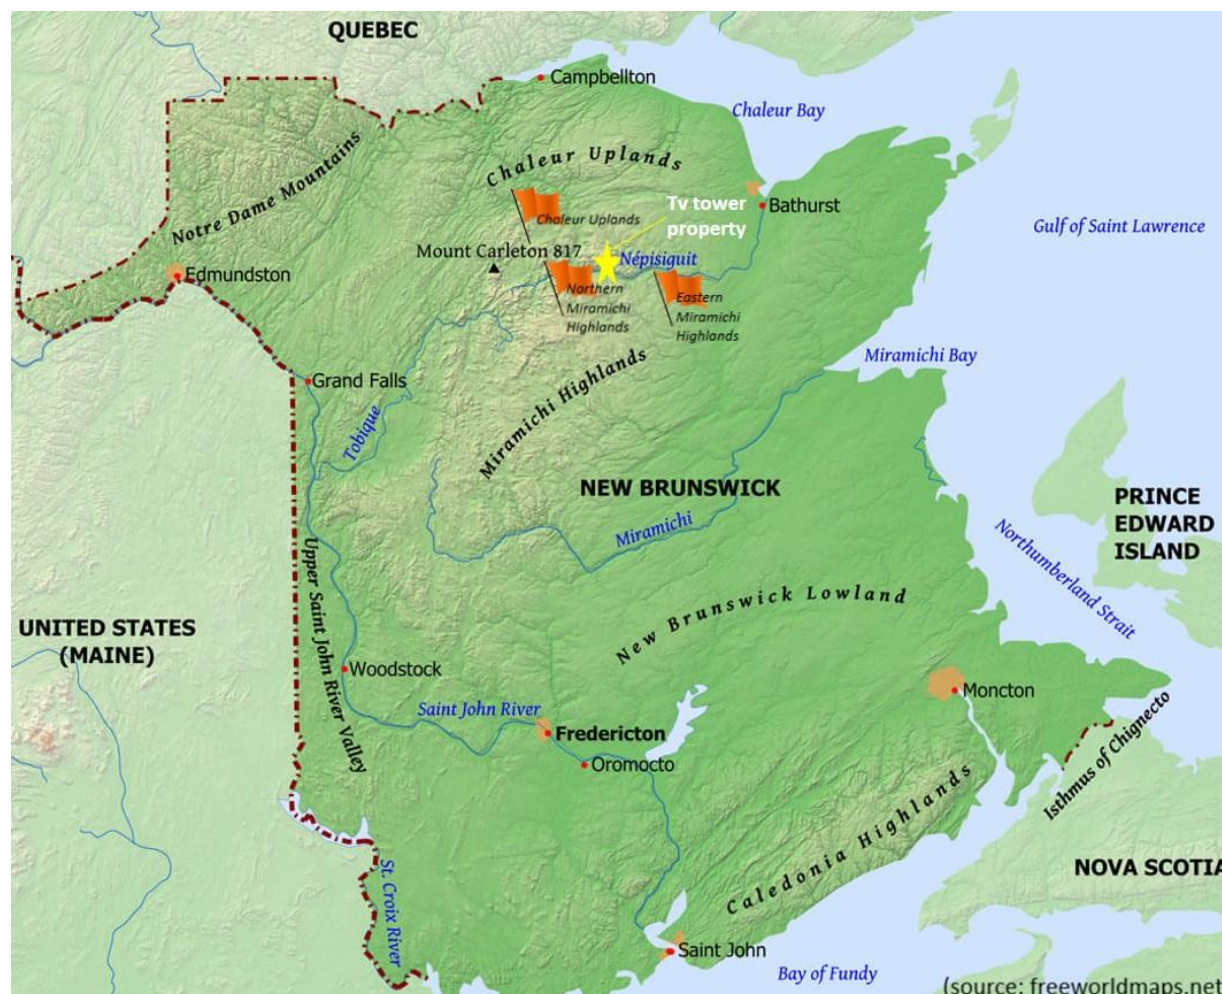 QUEBEC
Campbellton
Chaleur Bay
Notre Dame Mountains
Chaleur Uplands
Tv tower
property
Bathurst
Chaleur Uplands
Gulf of Saint Lawrence
Mount Carleton 817
Népisiguit
Edmundston
Northern
Miramichi
Highlands
Eastern
Miramichi
Highlands
Miramichi Bay
Grand Falls
Tobique
Miramichi Highlands
NEW BRUNSWICK
PRINCE
EDWARD
ISLAND
Miramichi
Northumberland Strait
Upper Saint John River Valley
New Brunswick Lowland
UNITED STATES
(MAINE)
Woodstock
Moncton
Saint John River
Fredericton
Oromocto
Isthmus of Chignecto
Caledonia Highlands
NOVA SCOTIA
St. Croix River
Saint John
Bay of Fundy
(source: freeworldmaps.net